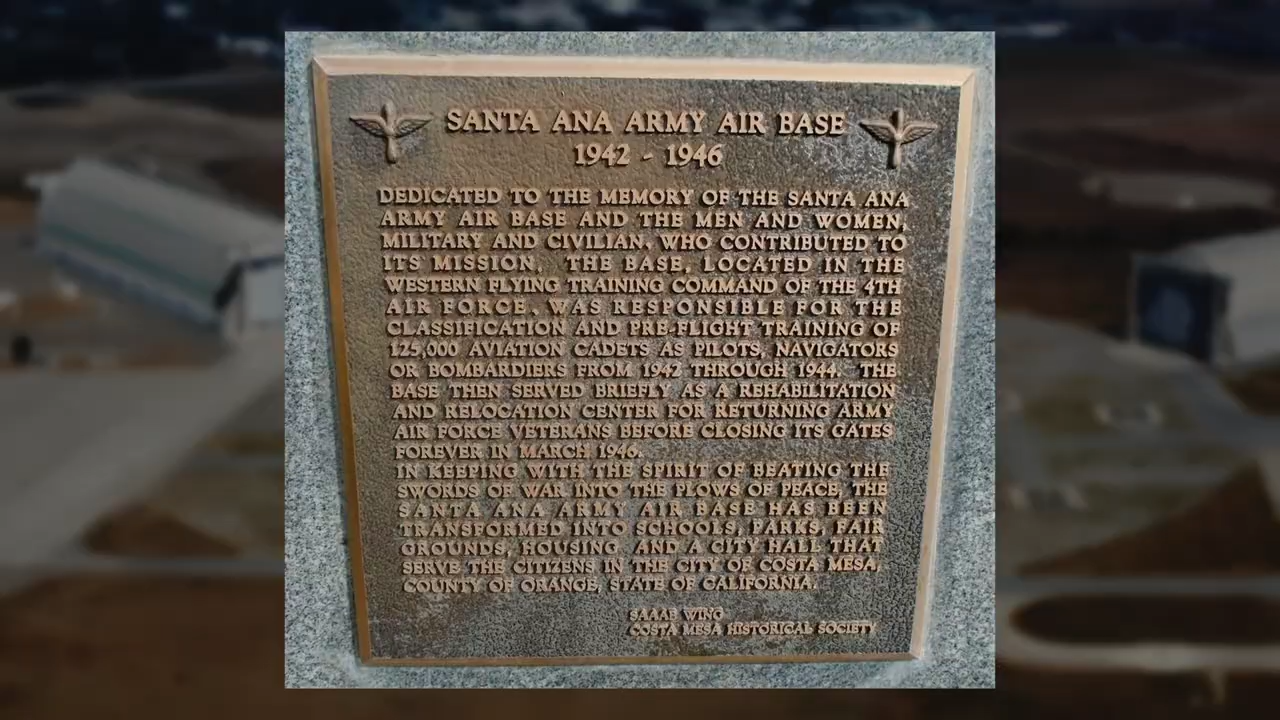 SANTA ANA ARMY AIR BASE
1942 - 1946
DEDICATED TO THE MEMORY OF THE SANTA ANA
ARMY AIR BASE AND THE MEN AND WOMEN,
MILITARY AND CIVILIAN, WHO CONTRIBUTED TO
ITS MISSION. THE BASE, LOCATED IN THE
WESTERN FLYING TRAINING COMMAND OF THE 4TH
AIR FORCE, WAS RESPONSIBLE FOR THE
CLASSIFICATION AND PRE-FLIGHT TRAINING OF
125,000 AVIATION CADETS AS PILOTS, NAVIGATORS
OR BOMBARDIERS FROM 1942 THROUGH 1944. THE
BASE THEN SERVED BRIEFLY AS A REHABILITATION
AND RELOCATION CENTER FOR RETURNING ARMY
AIR FORCE VETERANS BEFORE CLOSING ITS GATES
FOREVER IN MARCH 1946.
IN KEEPING WITH THE SPIRIT OF BEATING THE
SWORDS OF WAR INTO THE PLOWS OF PEACE, THE
SANTA ANA ARMY AIR BASE HAS BEEN
TRANSFORMED INTO SCHOOLS, PARKS, FAIR
GROUNDS, HOUSING AND A CITY HALL THAT
SERVE THE CITIZENS IN THE CITY OF COSTA MESA,
COUNTY OF ORANGE, STATE OF CALIFORNIA.
SAAAB WING
COSTA MESA HISTORICAL SOCIETY